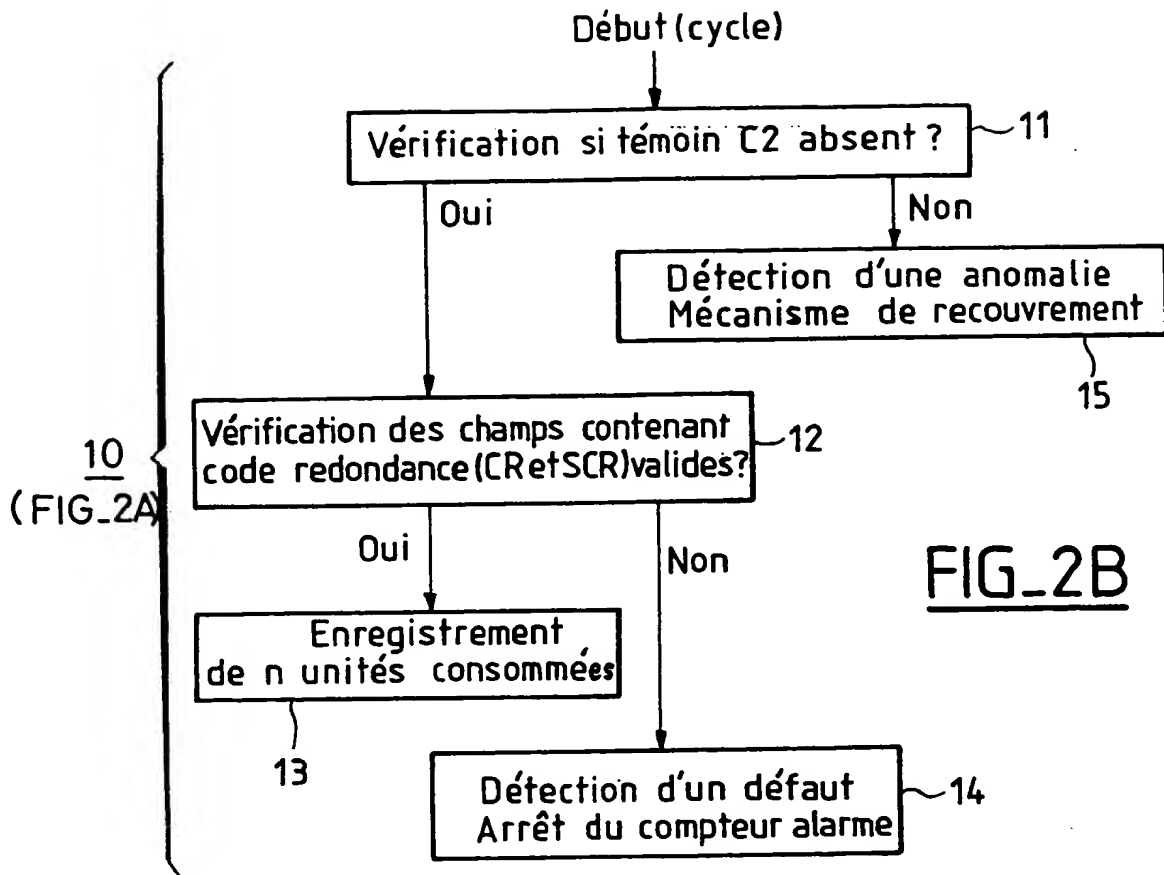 Début (cycle)
Vérification si témoin C2 absent ?
11
Oui
Non
Détection d'une anomalie
Mécanisme de recouvrement
15
Vérification des champs contenant
code redondance (CR et SCR) valides?
12
10
(FIG_2A)
Oui
Non
FIG_2B
Enregistrement
de n unités consommées
13
Détection d'un défaut
Arrêt du compteur alarme
14